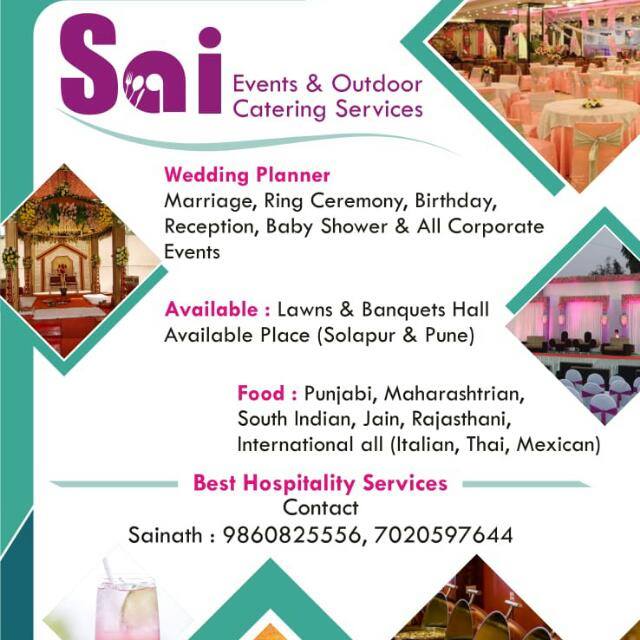 Sai
Events & Outdoor
Catering Services
Wedding Planner
Marriage, Ring Ceremony, Birthday,
Reception, Baby Shower & All Corporate
Events
Available : Lawns & Banquets Hall
Available Place (Solapur & Pune)
Food : Punjabi, Maharashtrian,
South Indian, Jain, Rajasthani,
International all (Italian, Thai, Mexican)
Best Hospitality Services
Contact
Sainath : 9860825556, 7020597644